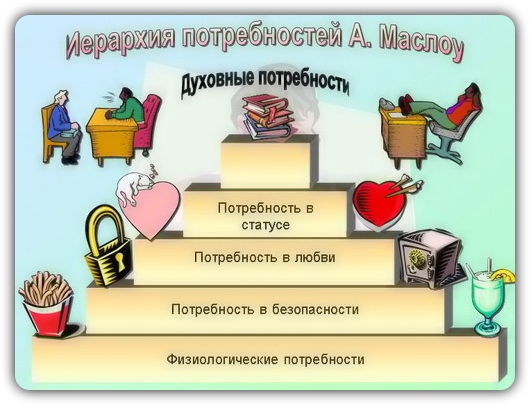 Иерархия потребностей А. Маслоу
Духовные потребности
Потребность в
статусе
Потребность в любви
Потребность в безопасности
Физиологические потребности